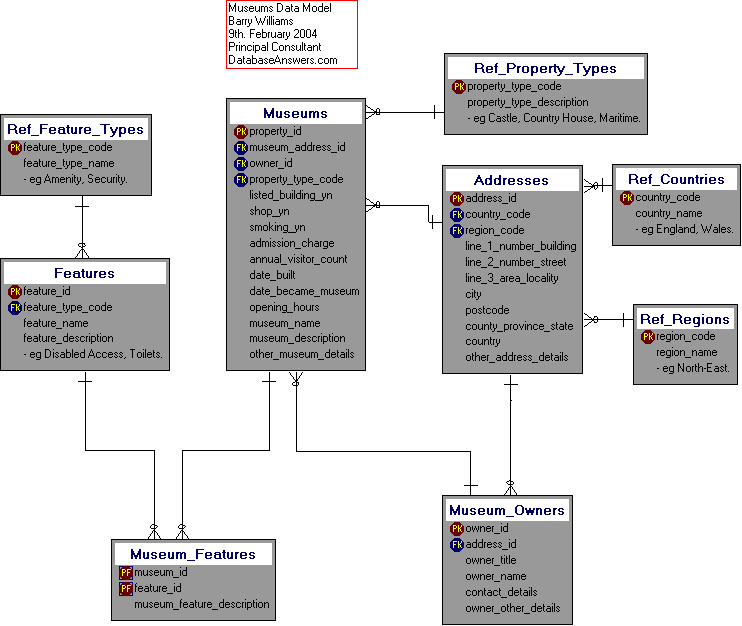 Museums Data Model
Barry Williams
9th. February 2004
Principal Consultant
DatabaseAnswers.com
Ref_Property_Types
PK property_type_code
property_type_description
- eg Castle, Country House, Maritime.
Museums
PK property_id
FK museum_address_id
FK owner_id
FK property_type_code
listed_building_yn
shop_yn
smoking_yn
admission_charge
annual_visitor_count
date_built
date_became_museum
opening_hours
museum_name
museum_description
other_museum_details
Ref_Feature_Types
PK feature_type_code
feature_type_name
- eg Amenity, Security.
Addresses
PK address_id
FK country_code
FK region_code
line_1_number_building
line_2_number_street
line_3_area_locality
city
postcode
county_province_state
country
other_address_details
Ref_Countries
PK country_code
country_name
- eg England, Wales.
Features
PK feature_id
FK feature_type_code
feature_name
feature_description
- eg Disabled Access, Toilets.
Ref_Regions
PK region_code
region_name
- eg North-East.
Museum_Owners
PK owner_id
FK address_id
owner_title
owner_name
contact_details
owner_other_details
Museum_Features
PF museum_id
PF feature_id
museum_feature_description